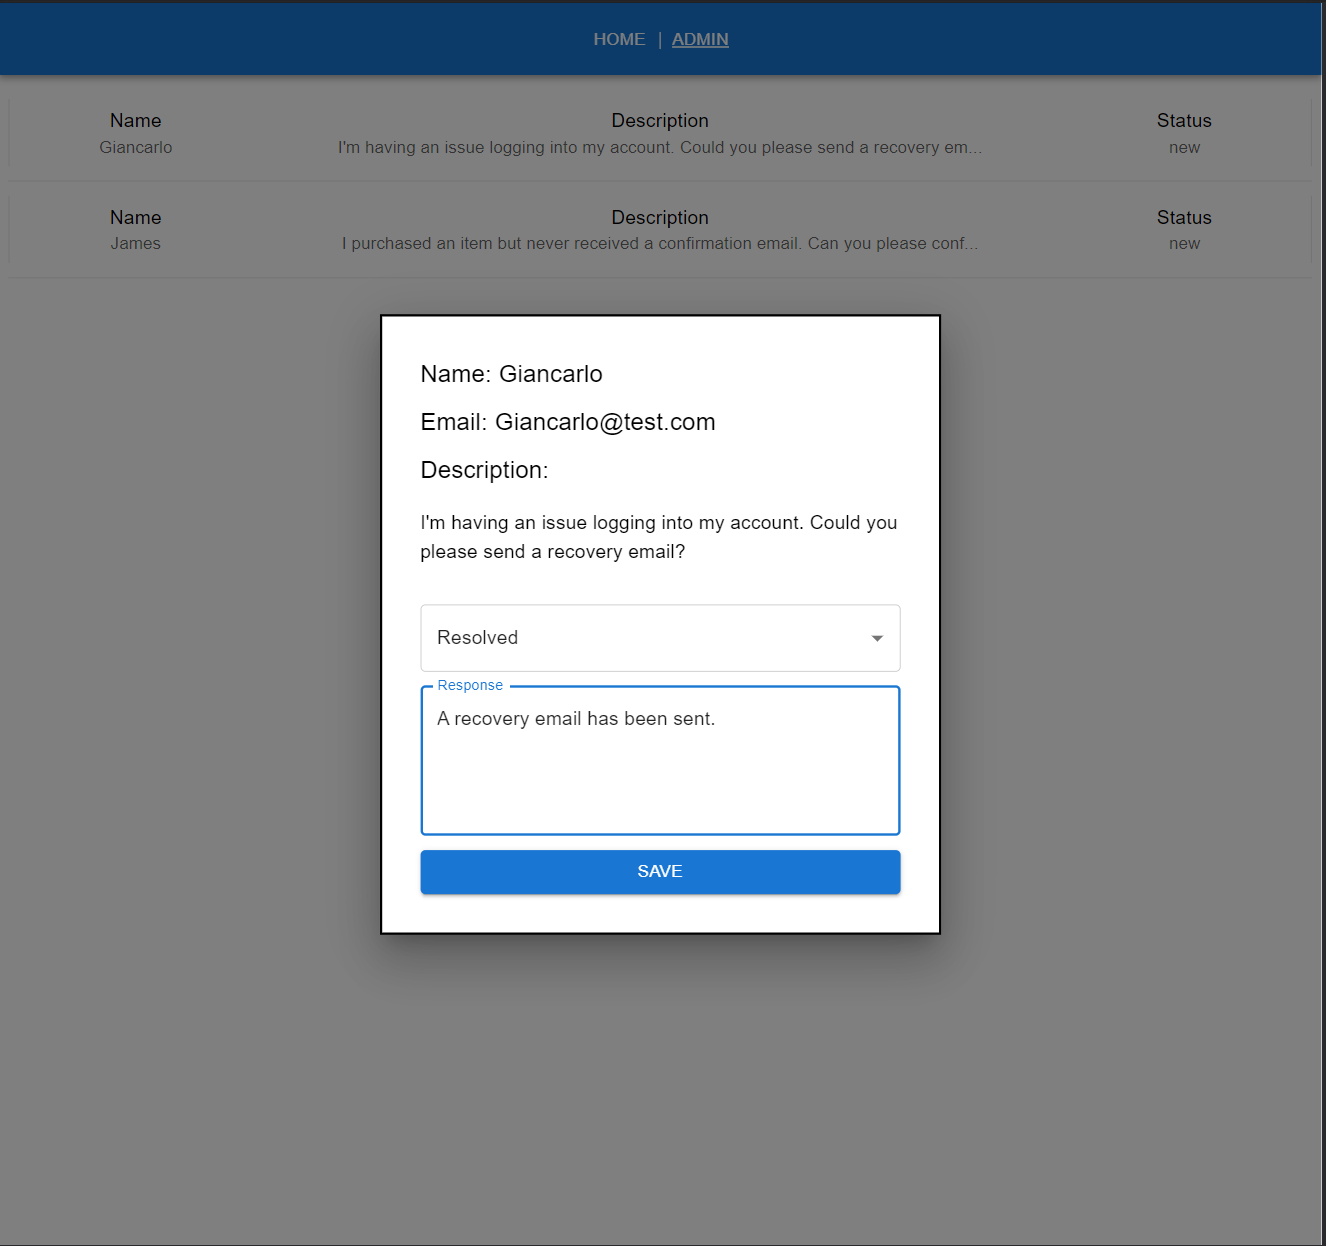 HOME | ADMIN
Name Description Status
Giancarlo I'm having an issue logging into my account. Could you please send a recovery em... new
Name Description Status
James I purchased an item but never received a confirmation email. Can you please conf... new
Name: Giancarlo
Email: Giancarlo@test.com
Description:
I'm having an issue logging into my account. Could you
please send a recovery email?
Resolved
Response
A recovery email has been sent.
SAVE